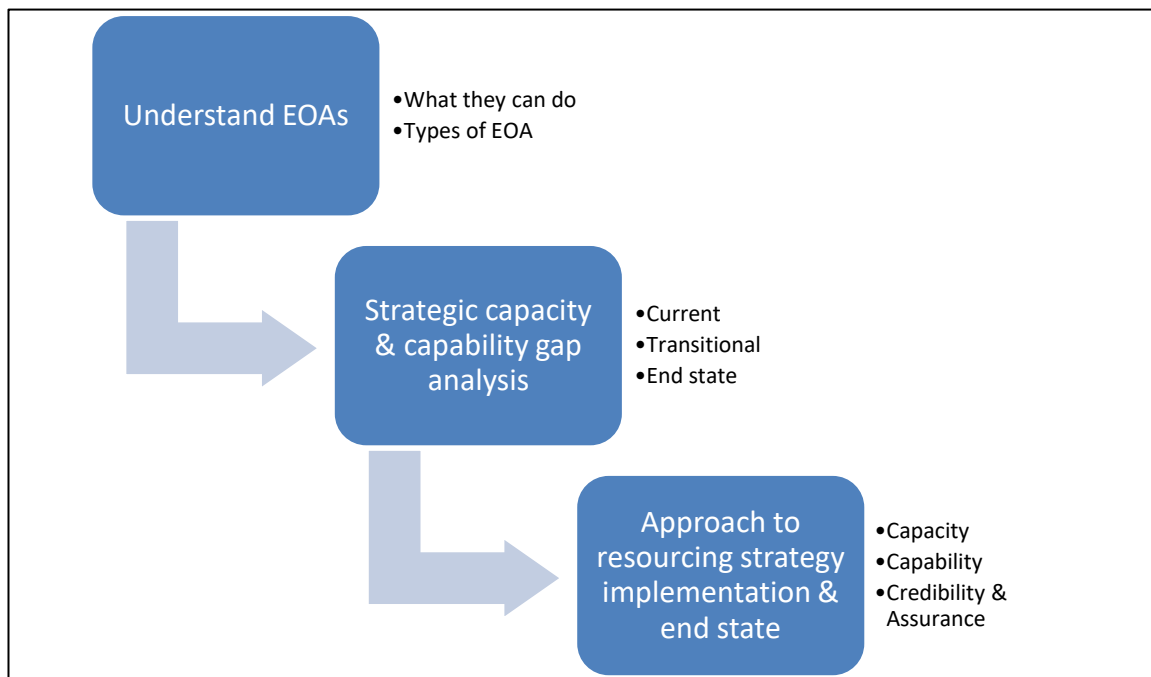 Understand EOAs
•What they can do
•Types of EOA
Strategic capacity
& capability gap
analysis
•Current
•Transitional
•End state
Approach to
resourcing strategy
implementation &
end state
•Capacity
•Capability
•Credibility &
Assurance